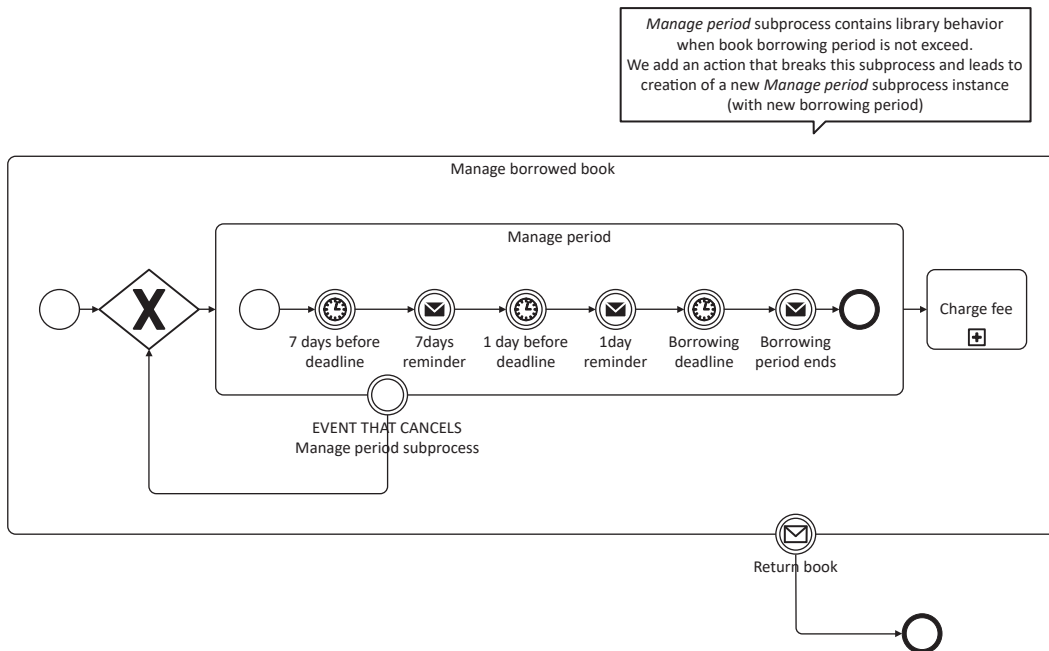 Manage period subprocess contains library behavior
when book borrowing period is not exceed.
We add an action that breaks this subprocess and leads to
creation of a new Manage period subprocess instance
(with new borrowing period)
Manage borrowed book
Manage period
X
7 days before
deadline
7days
reminder
1 day before
deadline
1day
reminder
Borrowing
deadline
Borrowing
period ends
Charge fee
EVENT THAT CANCELS
Manage period subprocess
Return book